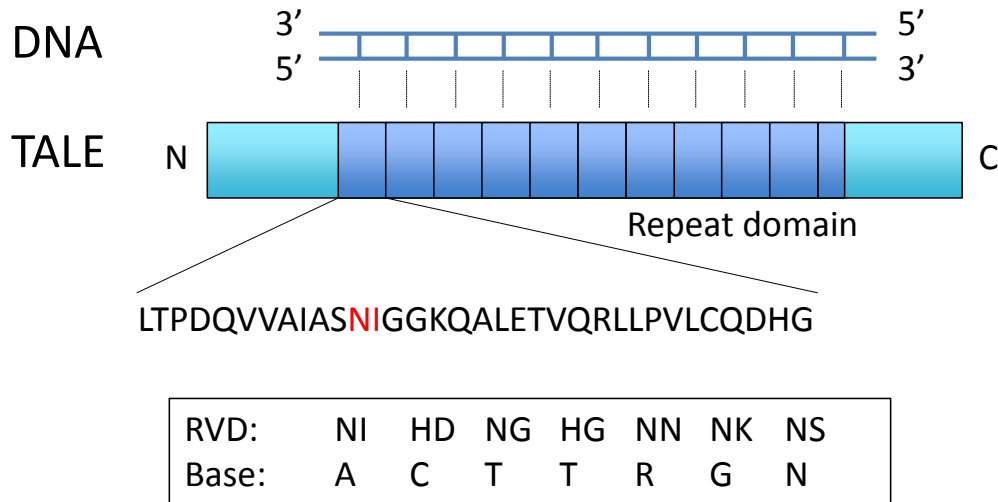 DNA 3’ 5’
5’ 3’
TALE N C
Repeat domain
LTPDQVVAIASNIGGKQALETVQRLLPVLCQDHG
RVD: NI HD NG HG NN NK NS
Base: A C T T R G N